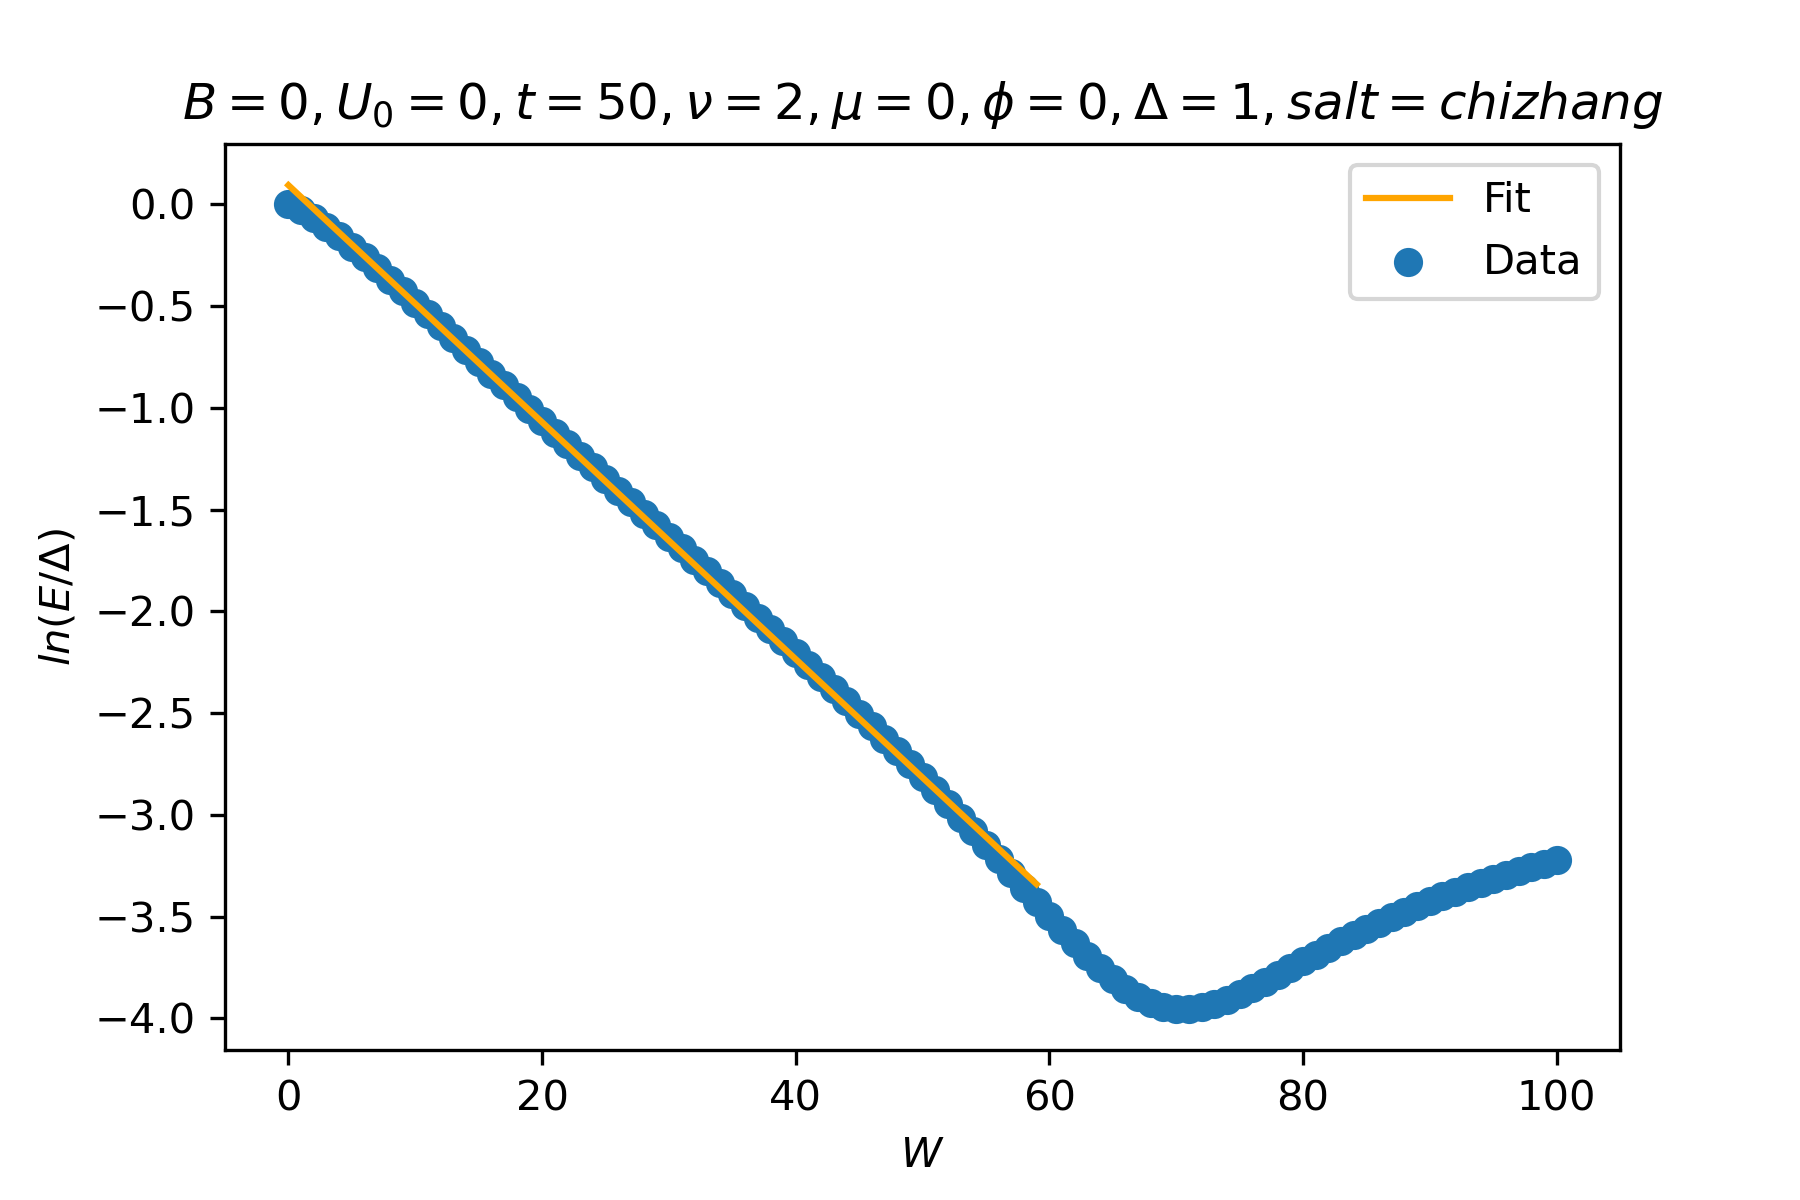 B = 0, U₀ = 0, t = 50, ν = 2, μ = 0, ϕ = 0, Δ = 1, salt = chizhang
Fit
Data
0.0
−0.5
−1.0
−1.5
−2.0
−2.5
−3.0
−3.5
−4.0
ln(E/Δ)
0 20 40 60 80 100
W